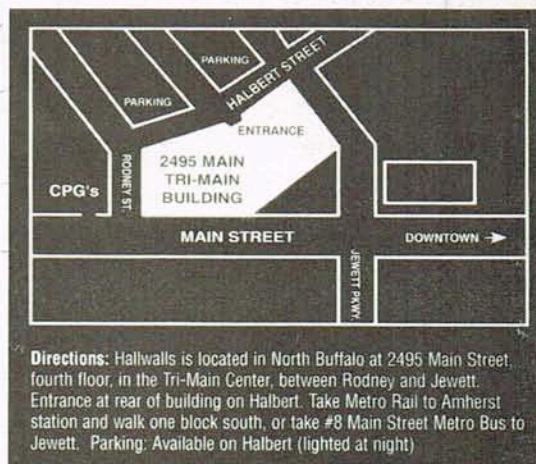 PARKING
PARKING
HALBERT STREET
ENTRANCE
2495 MAIN
TRI-MAIN
BUILDING
RODNEY ST.
CPG's
MAIN STREET
DOWNTOWN
JEWETT PKWY.
Directions: Hallwalls is located in North Buffalo at 2495 Main Street,
fourth floor, in the Tri-Main Center, between Rodney and Jewett.
Entrance at rear of building on Halbert. Take Metro Rail to Amherst
station and walk one block south, or take #8 Main Street Metro Bus to
Jewett. Parking: Available on Halbert (lighted at night)